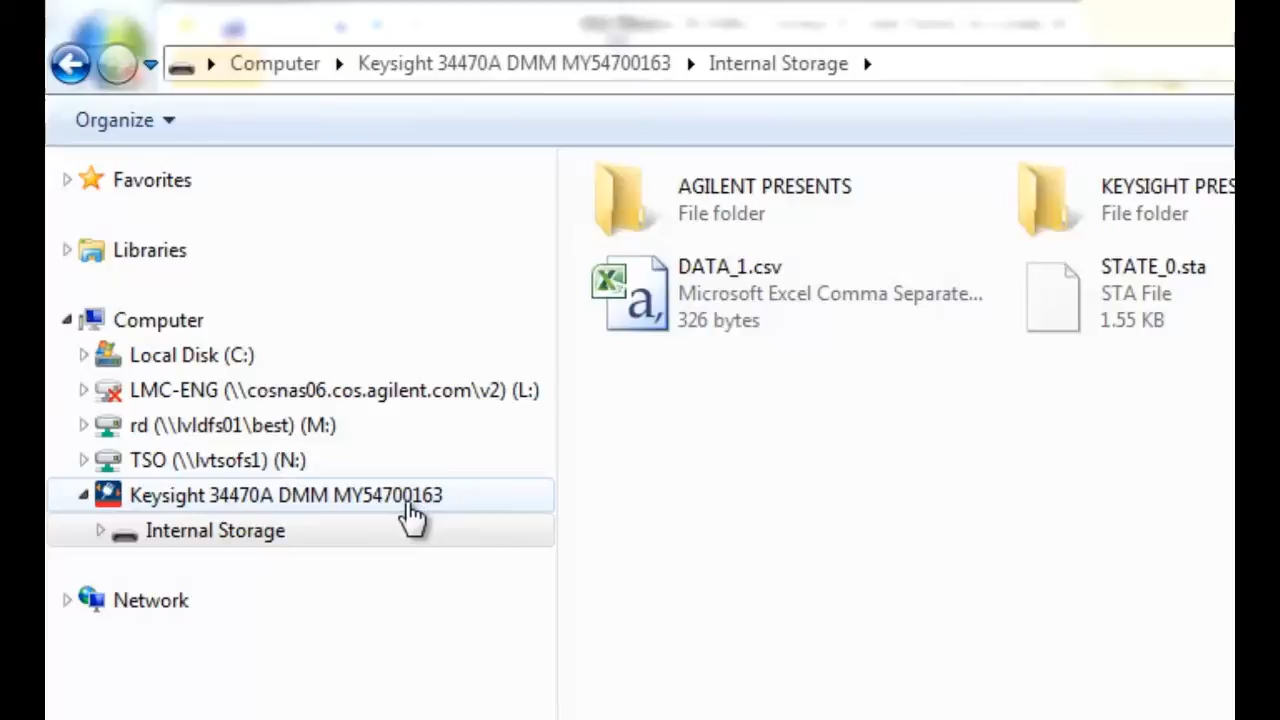 Computer Keysight 34470A DMM MY54700163 Internal Storage
Organize
Favorites
Libraries
Computer
Local Disk (C:)
LMC-ENG (\\cosnas06.cos.agilent.com\v2) (L:)
rd (\\lvldfs01\best) (M:)
TSO (\\lvtsofs1) (N:)
Keysight 34470A DMM MY54700163
Internal Storage
Network
AGILENT PRESENTS
File folder
KEYSIGHT PRES
File folder
DATA_1.csv
Microsoft Excel Comma Separate...
326 bytes
STATE_0.sta
STA File
1.55 KB